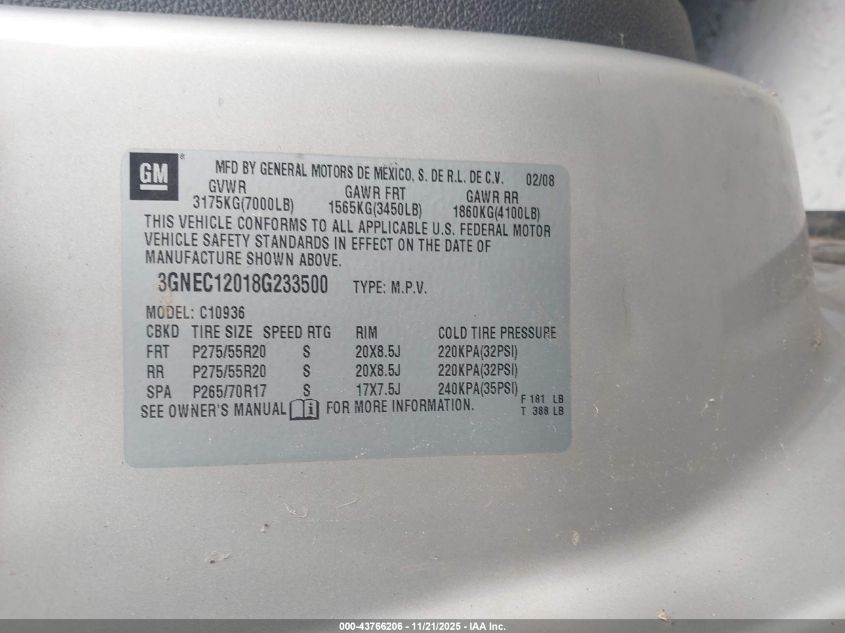 GM ® MFD BY GENERAL MOTORS DE MEXICO, S. DE R.L. DE C.V. 02/08
GVWR GAWR FRT GAWR RR
3175KG(7000LB) 1565KG(3450LB) 1860KG(4100LB)
THIS VEHICLE CONFORMS TO ALL APPLICABLE U.S. FEDERAL MOTOR
VEHICLE SAFETY STANDARDS IN EFFECT ON THE DATE OF
MANUFACTURE SHOWN ABOVE.
3GNEC12018G233500 TYPE: M.P.V.
MODEL: C10936
CBKD TIRE SIZE SPEED RTG RIM COLD TIRE PRESSURE
FRT P275/55R20 S 20X8.5J 220KPA(32PSI)
RR P275/55R20 S 20X8.5J 220KPA(32PSI)
SPA P265/70R17 S 17X7.5J 240KPA(35PSI)
F 181 LB
SEE OWNER'S MANUAL i FOR MORE INFORMATION. T 388 LB
000-43766206 - 11/21/2025 - IAA Inc.